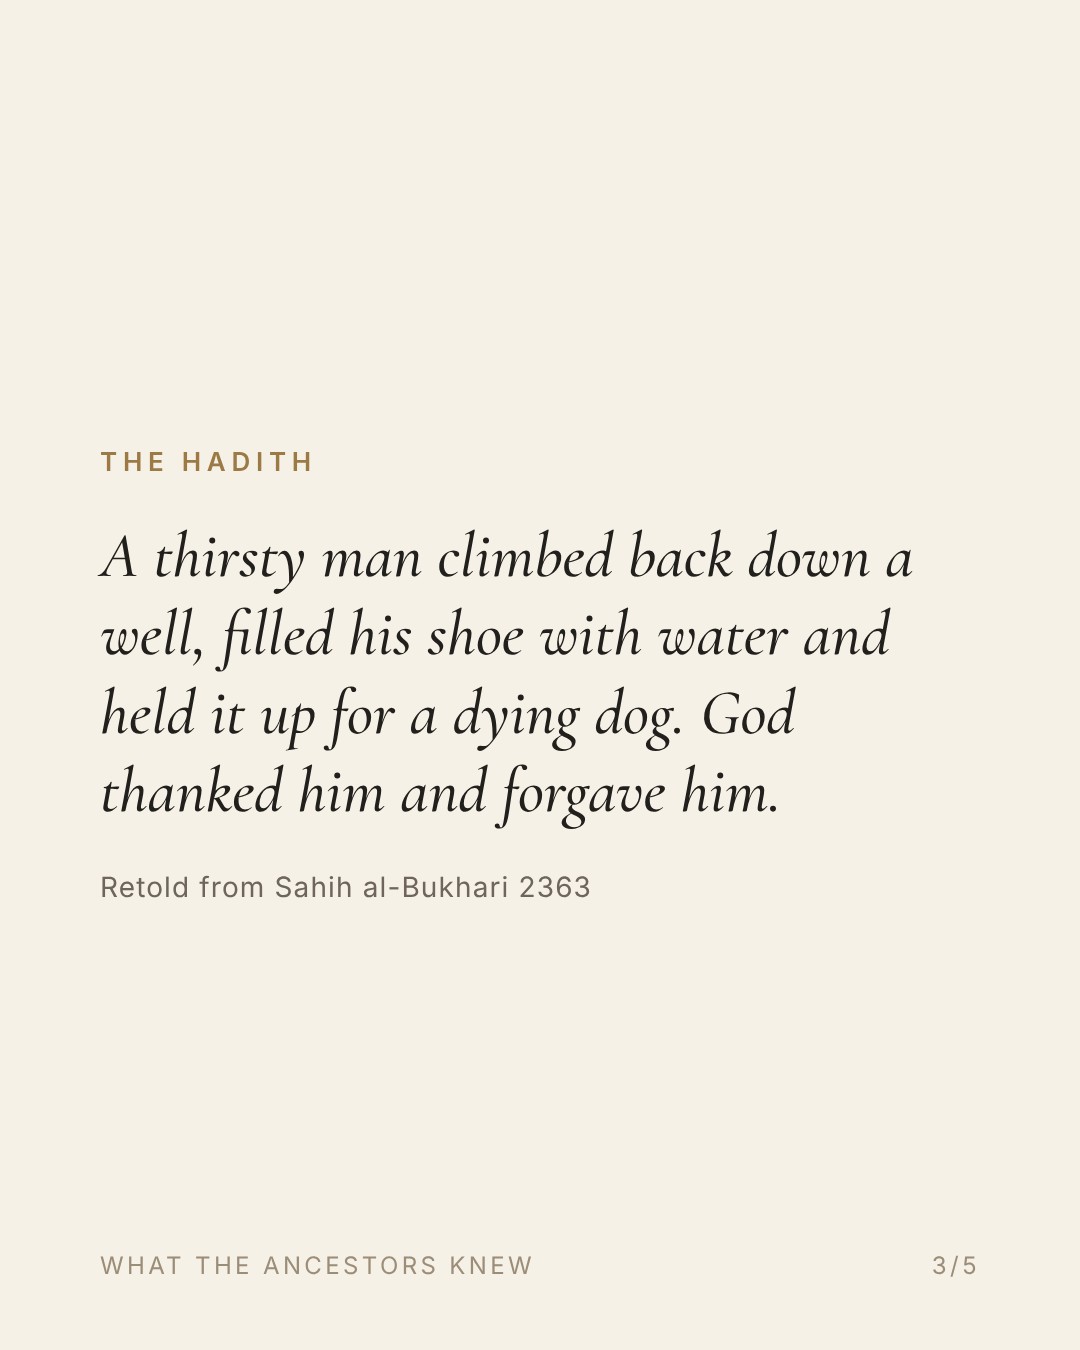 THE HADITH
A thirsty man climbed back down a
well, filled his shoe with water and
held it up for a dying dog. God
thanked him and forgave him.
Retold from Sahih al-Bukhari 2363
WHAT THE ANCESTORS KNEW
3/5